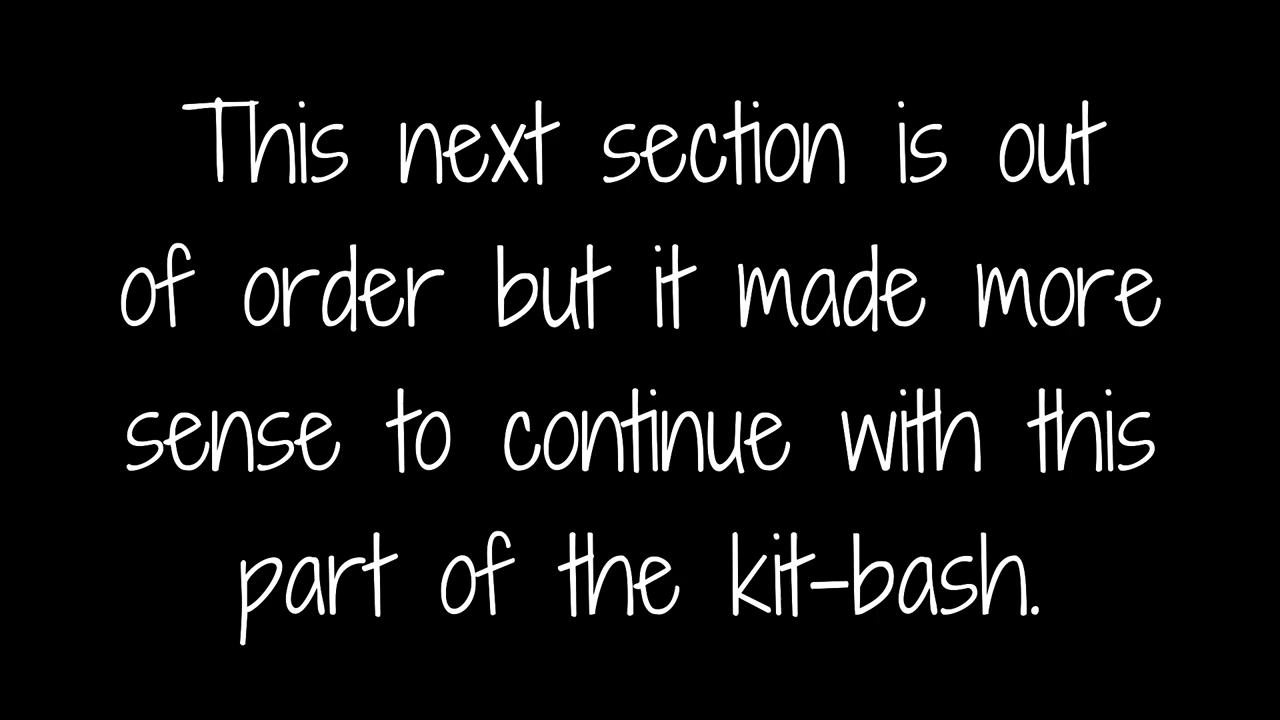 This next section is out
of order but it made more
sense to continue with this
part of the kit-bash.